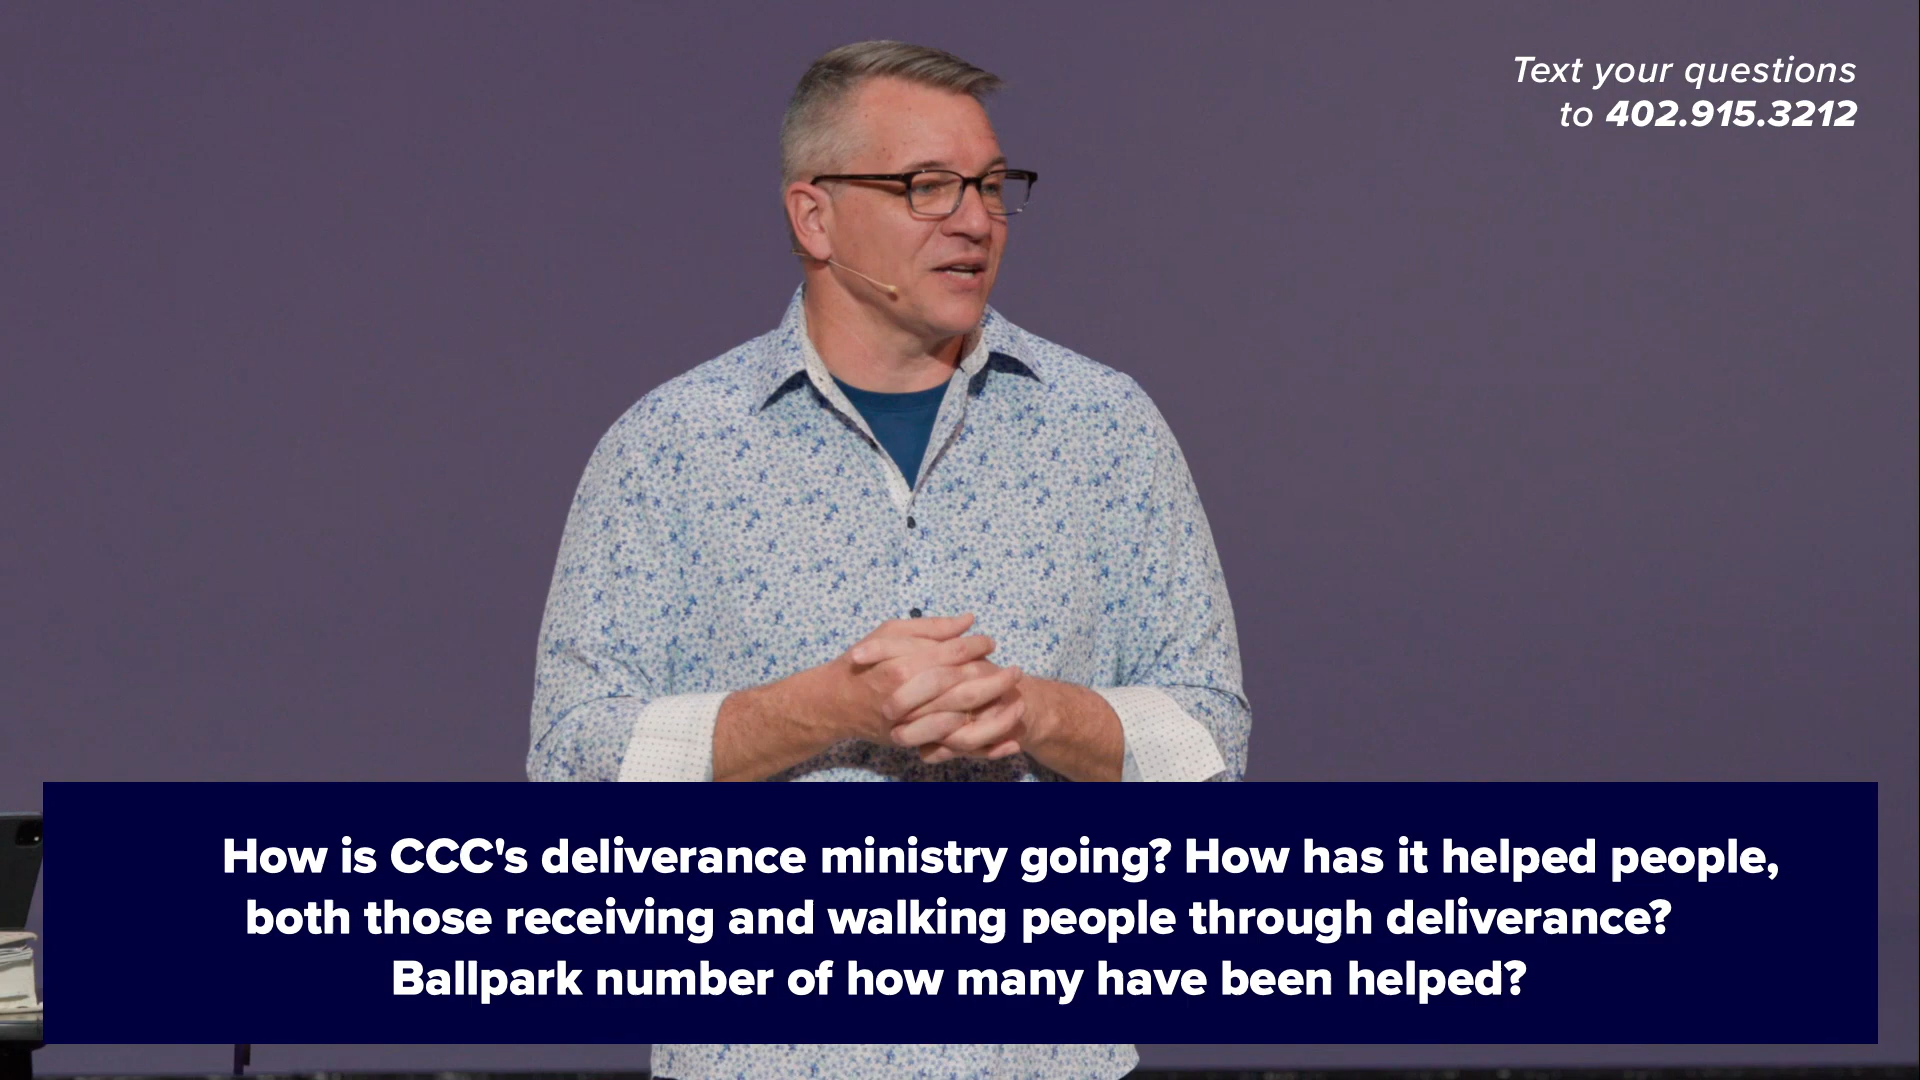 Text your questions
to 402.915.3212
How is CCC's deliverance ministry going? How has it helped people,
both those receiving and walking people through deliverance?
Ballpark number of how many have been helped?